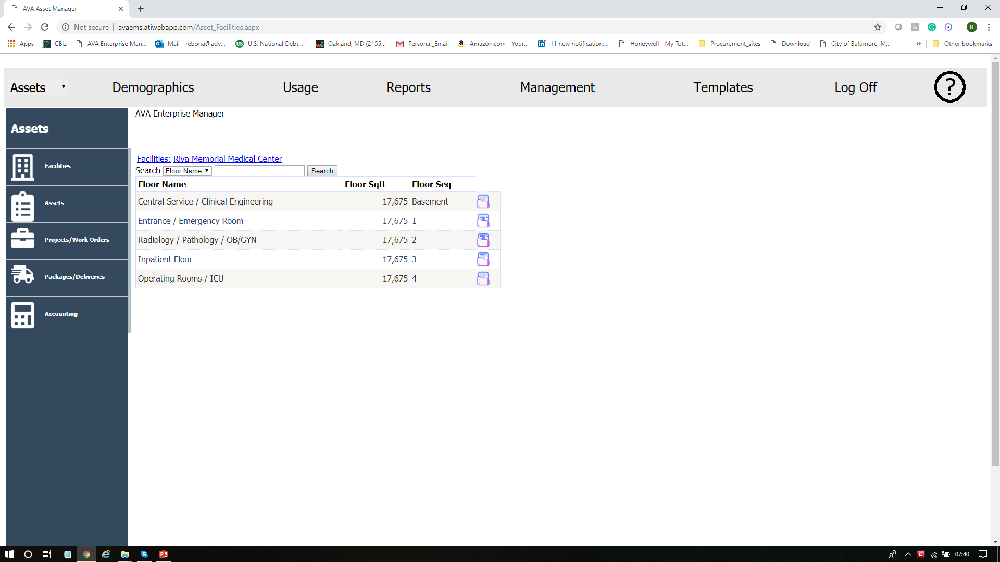 AVA Asset Manager
Not secure | avaems.atiwebapp.com/Asset_Facilities.aspx
G
R
Apps CBiz AVA Enterprise Man... Mail - rebona@adv... U.S. National Debt... Oakland, MD (2155... Personal_Email Amazon.com - Your... 11 new notification.... Honeywell - My Tot... Procurement_sites Download City of Baltimore, M... » Other bookmarks
Assets Demographics Usage Reports Management Templates Log Off ?
Assets
AVA Enterprise Manager
Facilities
Assets
Projects/Work Orders
Packages/Deliveries
Accounting
Facilities: Riva Memorial Medical Center
Search Floor Name Search
Floor Name Floor Sqft Floor Seq
Central Service / Clinical Engineering 17,675 Basement
Entrance / Emergency Room 17,675 1
Radiology / Pathology / OB/GYN 17,675 2
Inpatient Floor 17,675 3
Operating Rooms / ICU 17,675 4
07:40